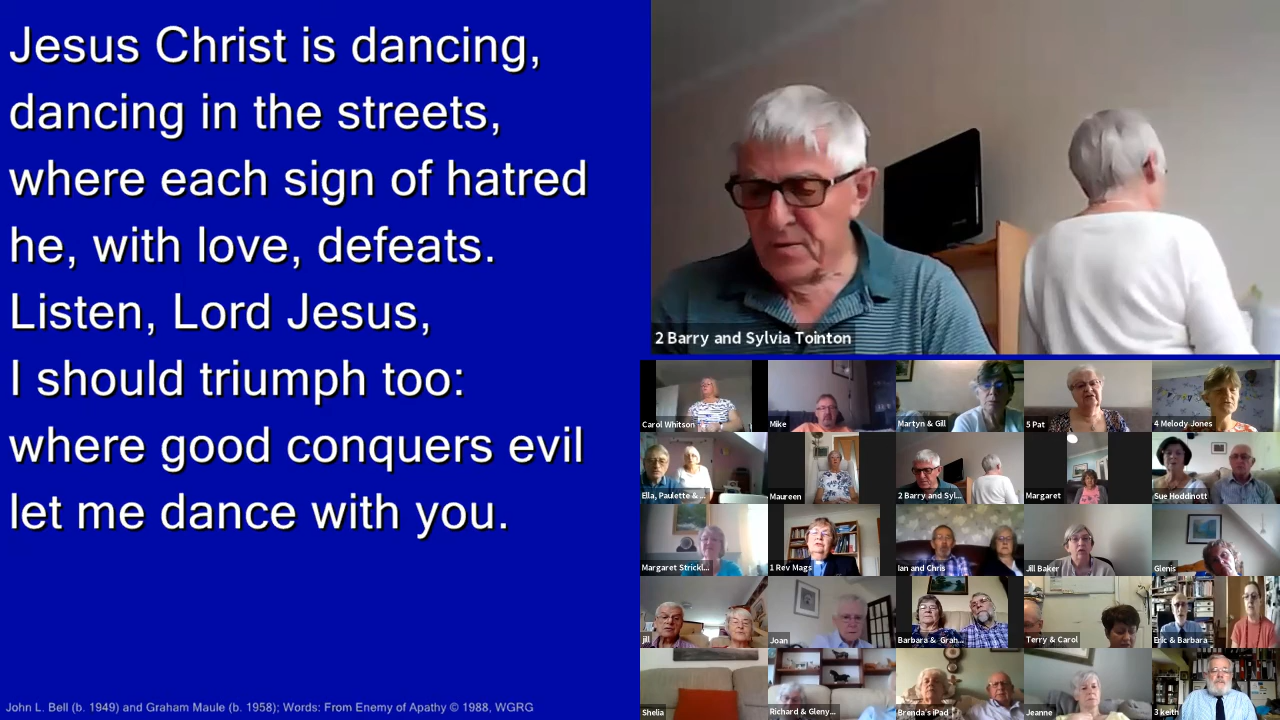 Jesus Christ is dancing,
dancing in the streets,
where each sign of hatred
he, with love, defeats.
Listen, Lord Jesus,
I should triumph too:
where good conquers evil
let me dance with you.
John L. Bell (b. 1949) and Graham Maule (b. 1958); Words: From Enemy of Apathy © 1988, WGRG
2 Barry and Sylvia Tointon
Carol Whitson
Mike
Martyn & Gill
5 Pat
4 Melody Jones
Ella, Paulette & ...
Maureen
2 Barry and Syl...
Margaret
Sue Hoddinott
Margaret Strickl...
1 Rev Mags
Ian and Chris
Jill Baker
Glenis
jill
Joan
Barbara & Grah...
Terry & Carol
Eric & Barbara
Shelia
Richard & Gleny...
Brenda's iPad
Jeanne
3 keith